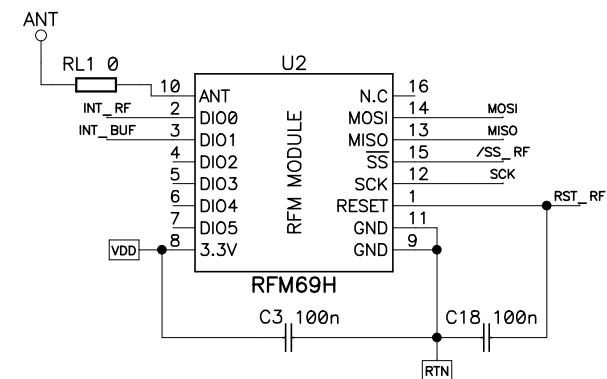 ANT
RL1 0
U2
10 ANT N.C 16
INT_RF 2 DIO0 MOSI 14 MOSI
INT_BUF 3 DIO1 MISO 13 MISO
4 DIO2 SS 15 /SS_RF
5 DIO3 SCK 12 SCK
6 DIO4 RESET 1 RST_RF
7 DIO5 GND 11
VDD 8 3.3V GND 9
RFM MODULE
RFM69H
C3 100n C18 100n
RTN